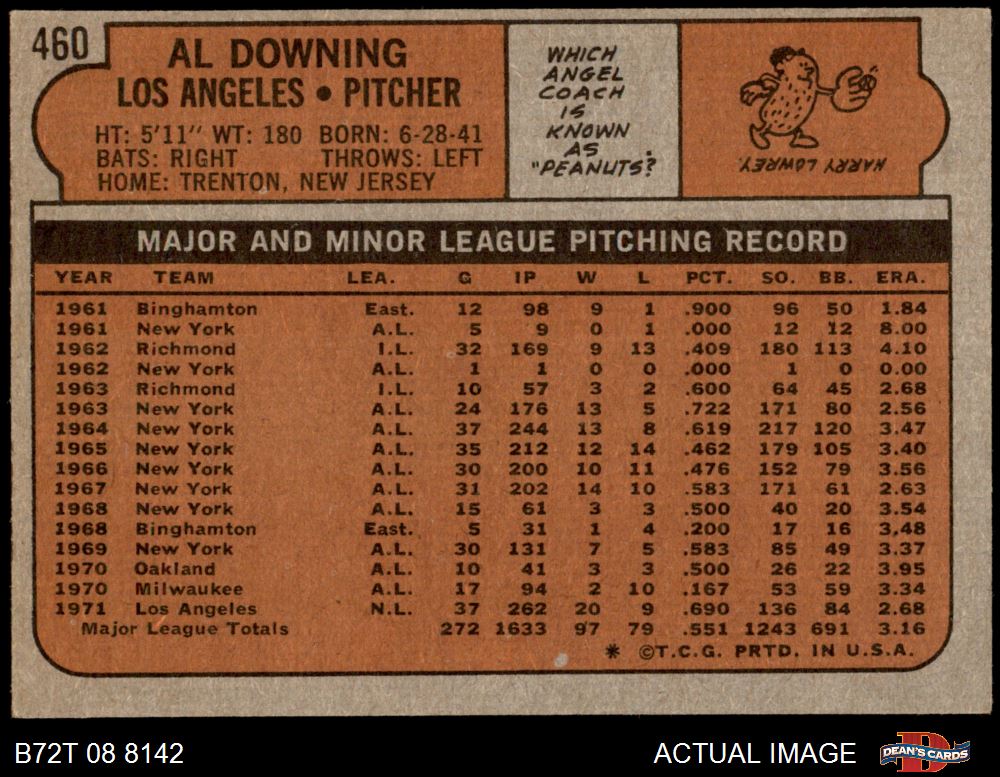 460
AL DOWNING
LOS ANGELES • PITCHER
HT: 5'11" WT: 180 BORN: 6-28-41
BATS: RIGHT THROWS: LEFT
HOME: TRENTON, NEW JERSEY
WHICH
ANGEL
COACH
IS
KNOWN
AS
"PEANUTS?
HARRY LOWREY.
MAJOR AND MINOR LEAGUE PITCHING RECORD
YEAR TEAM LEA. G IP W L PCT. SO. BB. ERA.
1961 Binghamton East. 12 98 9 1 .900 96 50 1.84
1961 New York A.L. 5 9 0 1 .000 12 12 8.00
1962 Richmond I.L. 32 169 9 13 .409 180 113 4.10
1962 New York A.L. 1 1 0 0 .000 1 0 0.00
1963 Richmond I.L. 10 57 3 2 .600 64 45 2.68
1963 New York A.L. 24 176 13 5 .722 171 80 2.56
1964 New York A.L. 37 244 13 8 .619 217 120 3.47
1965 New York A.L. 35 212 12 14 .462 179 105 3.40
1966 New York A.L. 30 200 10 11 .476 152 79 3.56
1967 New York A.L. 31 202 14 10 .583 171 61 2.63
1968 New York A.L. 15 61 3 3 .500 40 20 3.54
1968 Binghamton East. 5 31 1 4 .200 17 16 3.48
1969 New York A.L. 30 131 7 5 .583 85 49 3.37
1970 Oakland A.L. 10 41 3 3 .500 26 22 3.95
1970 Milwaukee A.L. 17 94 2 10 .167 53 59 3.34
1971 Los Angeles N.L. 37 262 20 9 .690 136 84 2.68
Major League Totals 272 1633 97 79 .551 1243 691 3.16
* ©T.C.G. PRTD. IN U.S.A.
B72T 08 8142 ACTUAL IMAGE DEAN'S CARDS